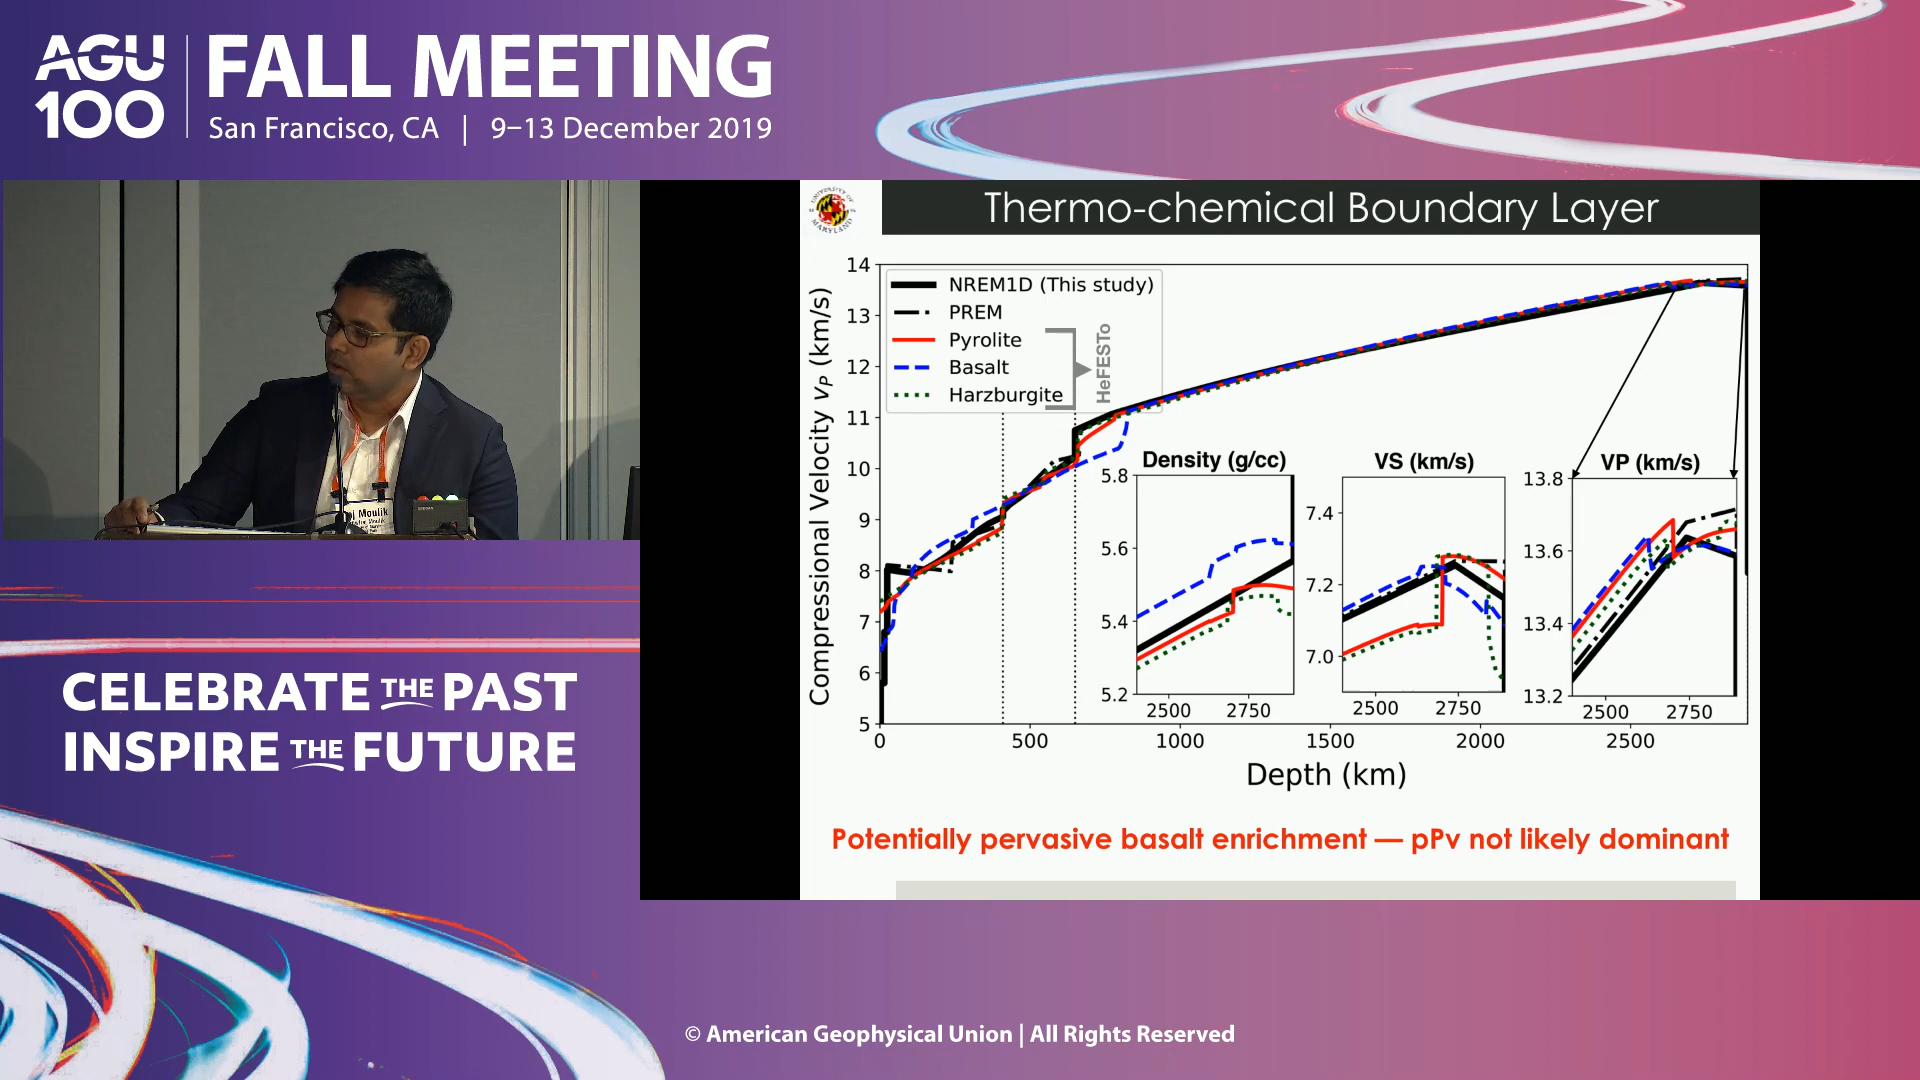 AGU
100
FALL MEETING
San Francisco, CA | 9–13 December 2019
UNIVERSITY OF
MARYLAND
Thermo-chemical Boundary Layer
NREM1D (This study)
PREM
Pyrolite
Basalt
Harzburgite
HeFESTo
Compressional Velocity vP (km/s)
14
13
12
11
10
9
8
7
6
5
0
500
1000
1500
2000
2500
Depth (km)
Density (g/cc)
5.8
5.6
5.4
5.2
2500
2750
VS (km/s)
7.4
7.2
7.0
2500
2750
VP (km/s)
13.8
13.6
13.4
13.2
2500
2750
Potentially pervasive basalt enrichment — pPv not likely dominant
Moulik
CELEBRATE THE PAST
INSPIRE THE FUTURE
© American Geophysical Union | All Rights Reserved